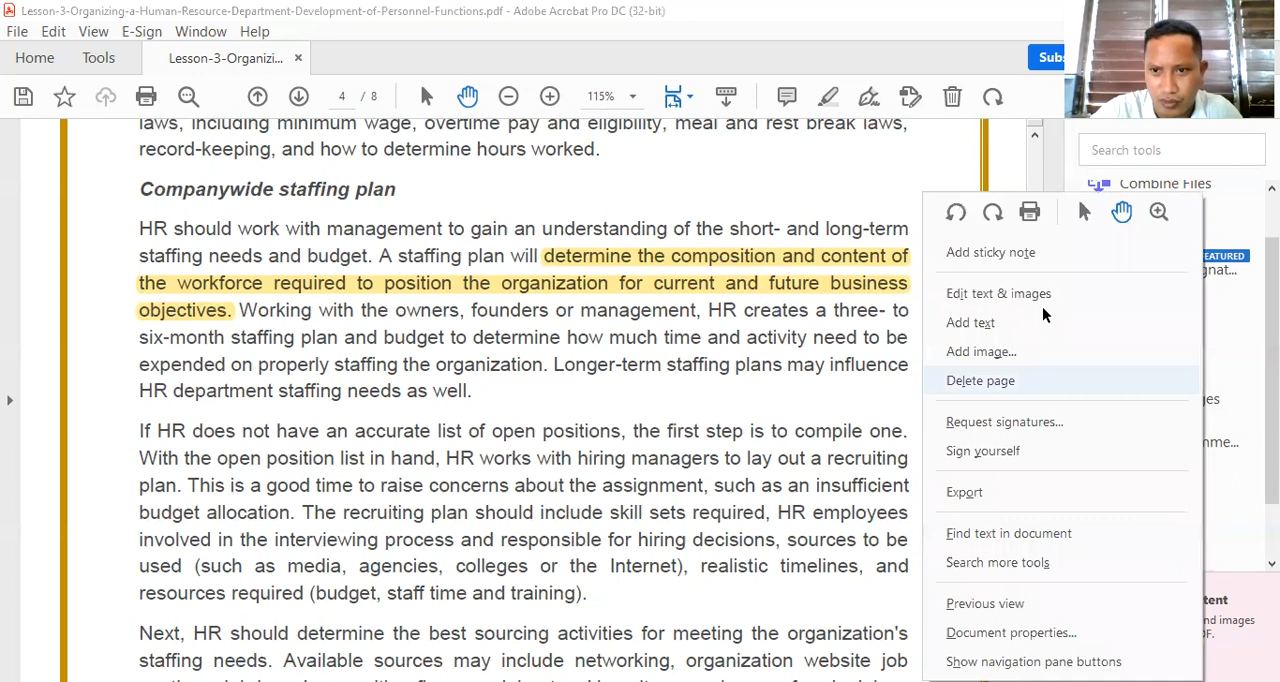 Lesson-3-Organizing-a-Human-Resource-Department-Development-of-Personnel-Functions.pdf - Adobe Acrobat Pro DC (32-bit)
File Edit View E-Sign Window Help
Home Tools Lesson-3-Organizi... × Sub
4 / 8 115%
Search tools
Combine Files
laws, including minimum wage, overtime pay and eligibility, meal and rest break laws,
record-keeping, and how to determine hours worked.
Companywide staffing plan
HR should work with management to gain an understanding of the short- and long-term
staffing needs and budget. A staffing plan will determine the composition and content of
the workforce required to position the organization for current and future business
objectives. Working with the owners, founders or management, HR creates a three- to
six-month staffing plan and budget to determine how much time and activity need to be
expended on properly staffing the organization. Longer-term staffing plans may influence
HR department staffing needs as well.
If HR does not have an accurate list of open positions, the first step is to compile one.
With the open position list in hand, HR works with hiring managers to lay out a recruiting
plan. This is a good time to raise concerns about the assignment, such as an insufficient
budget allocation. The recruiting plan should include skill sets required, HR employees
involved in the interviewing process and responsible for hiring decisions, sources to be
used (such as media, agencies, colleges or the Internet), realistic timelines, and
resources required (budget, staff time and training).
Next, HR should determine the best sourcing activities for meeting the organization's
staffing needs. Available sources may include networking, organization website job
Add sticky note
Edit text & images
Add text
Add image...
Delete page
Request signatures...
Sign yourself
Export
Find text in document
Search more tools
Previous view
Document properties...
Show navigation pane buttons
EATURED
gnat...
ges
mme...
tent
nd images
DF.